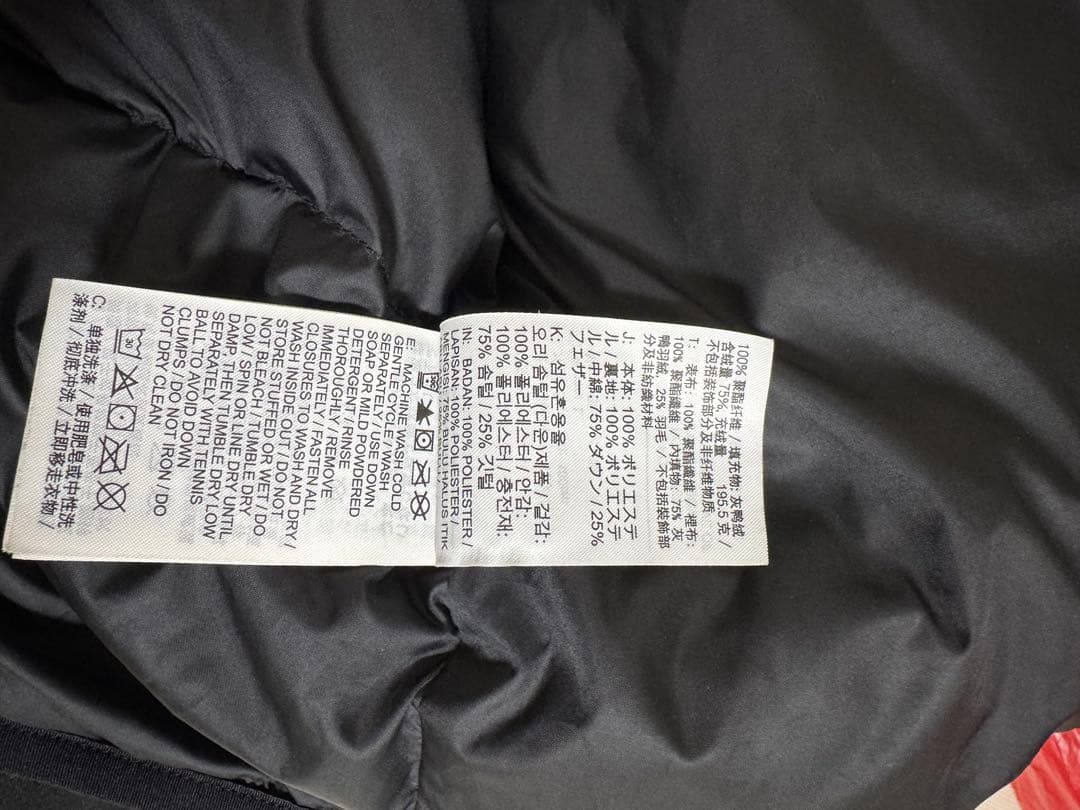 100% 聚酯纤维 / 填充物: 灰鸭绒
含绒量 75%, 充绒量 195.5 克 /
不包括装饰部分及非纤维物质
T: 表布: 100% 聚酯纖維 / 裡布:
100% 聚酯纖維 / 內填物: 75% 灰
鴨羽絨, 25% 羽毛 / 不包括裝飾部
分及非紡織材料
J: 本体: 100% ポリエステ
ル / 裏地: 100% ポリエステ
ル / 中綿: 75% ダウン / 25%
フェザー
K: 섬유혼용율
오리 솜털 (다운)제품 / 겉감:
100% 폴리에스터 / 안감:
100% 폴리에스터 / 충전재:
75% 솜털 / 25% 깃털
IN: BADAN: 100% POLIESTER /
LAPISAN: 100% POLIESTER /
MENGISI: 75% BULU HALUS ITIK
E: MACHINE WASH COLD
GENTLE CYCLE / WASH
SEPARATELY / USE DOWN
SOAP OR MILD POWDERED
DETERGENT / RINSE
THOROUGHLY / REMOVE
IMMEDIATELY / FASTEN ALL
CLOSURES TO WASH AND DRY /
WASH INSIDE OUT / DO NOT
STORE STUFFED OR WET / DO
NOT BLEACH / TUMBLE DRY
LOW / SPIN OR LINE DRY
DAMP, THEN TUMBLE DRY LOW
SEPARATELY WITH TENNIS
BALL TO AVOID DOWN
CLUMPS / DO NOT IRON / DO
NOT DRY CLEAN
30
C: 单独洗涤 / 使用肥皂或中性洗
涤剂 / 彻底冲洗 / 立即移走衣物 /